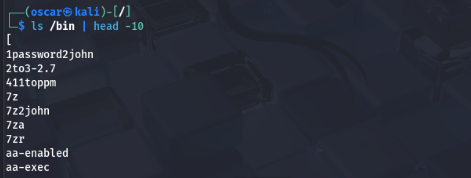 ┌──(oscar㉿kali)-[/]
└─$ ls /bin | head -10
[
1password2john
2to3-2.7
411toppm
7z
7z2john
7za
7zr
aa-enabled
aa-exec